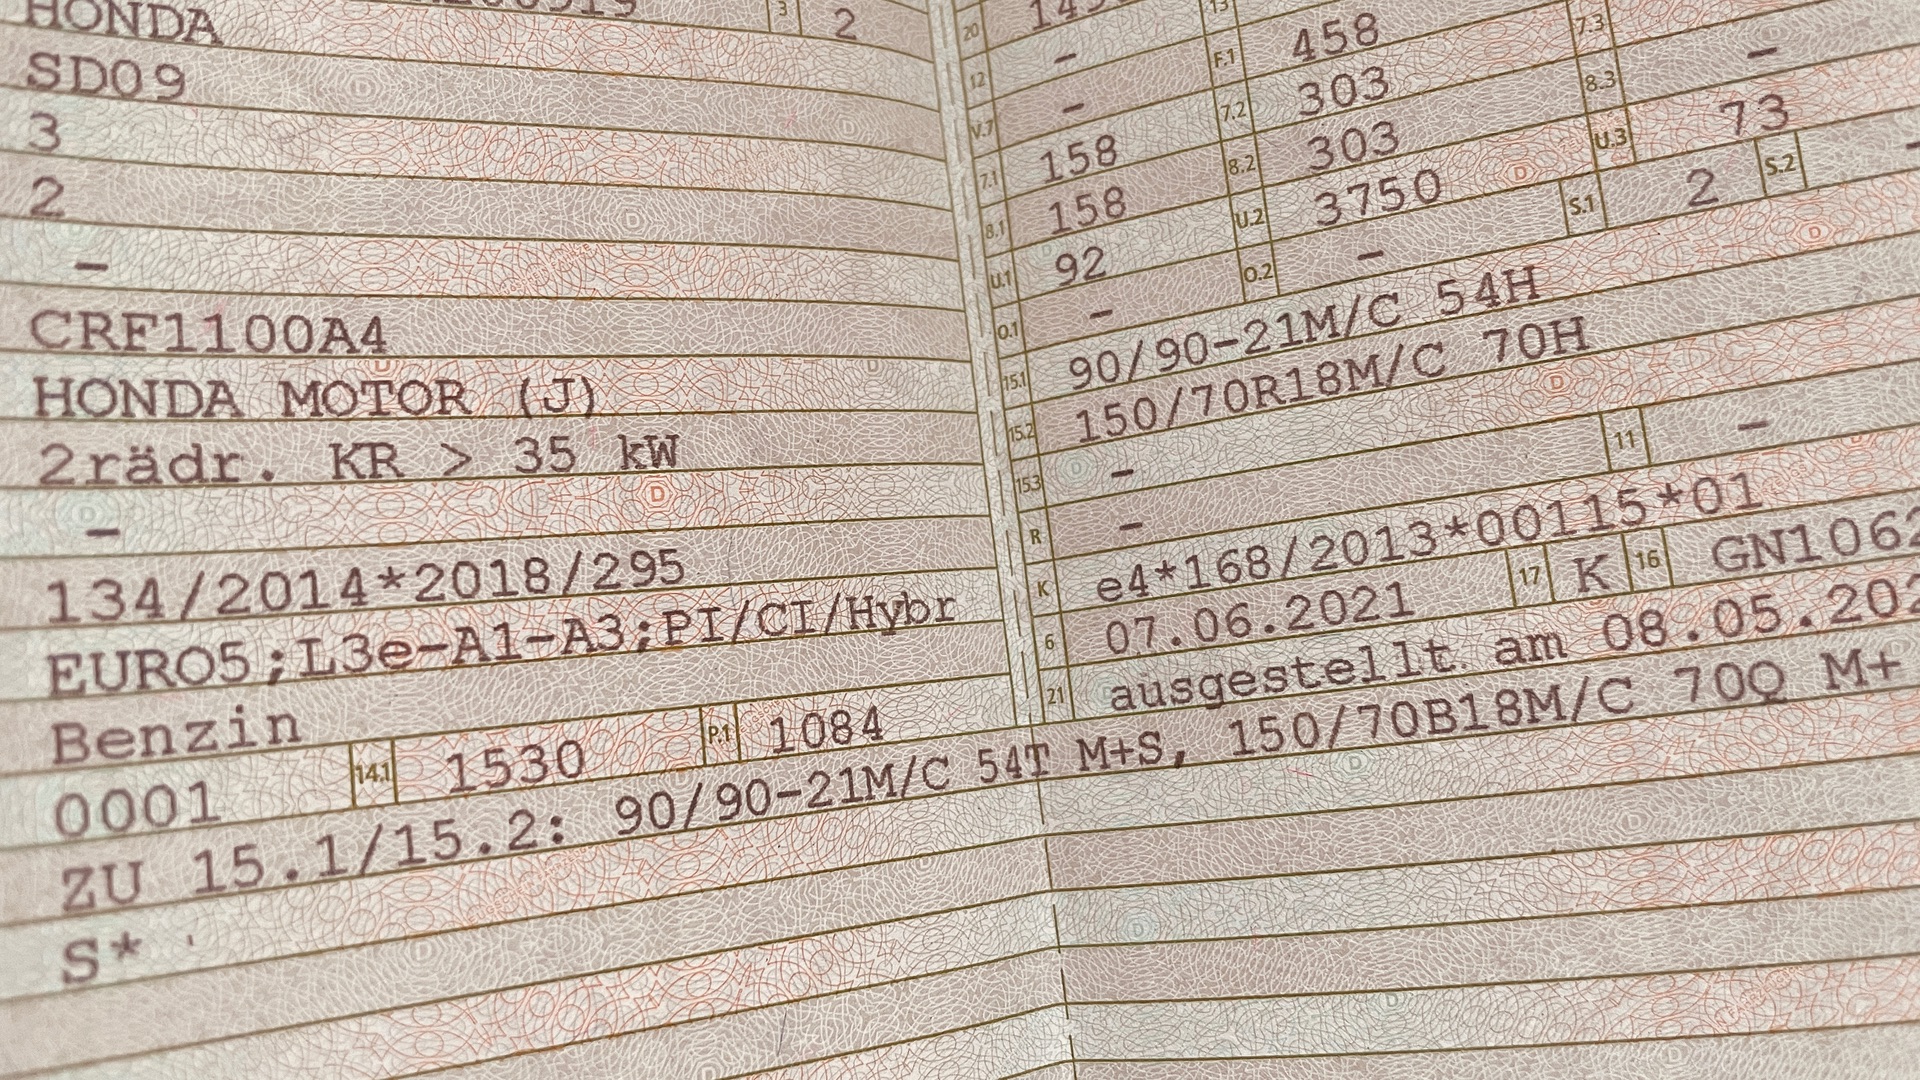 3 2
HONDA
SD09
3
2
–
CRF1100A4
HONDA MOTOR (J)
2rädr. KR > 35 kW
–
134/2014*2018/295
EURO5;L3e-A1-A3;PI/CI/Hybr
Benzin
0001 14.1 1530 P.1 1084
20
12 –
V.7 – F.1 458 7.3
7.1 158 7.2 303 8.3 –
8.1 158 8.2 303 U.3 73
U.1 92 U.2 3750 S.1 2 S.2 –
O.1 – O.2 –
15.1 90/90-21M/C 54H
15.2 150/70R18M/C 70H
15.3 –
R – 11 –
K e4*168/2013*00115*01
6 07.06.2021 17 K 16 GN1062
21 ausgestellt am 08.05.202
ZU 15.1/15.2: 90/90-21M/C 54T M+S, 150/70B18M/C 70Q M+
S*